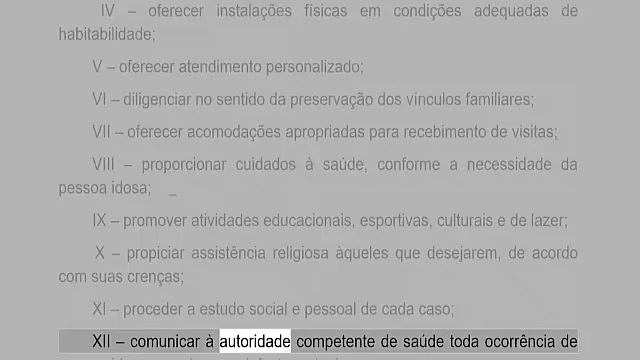 IV – oferecer instalações físicas em condições adequadas de
habitabilidade;
V – oferecer atendimento personalizado;
VI – diligenciar no sentido da preservação dos vínculos familiares;
VII – oferecer acomodações apropriadas para recebimento de visitas;
VIII – proporcionar cuidados à saúde, conforme a necessidade da
pessoa idosa; _
IX – promover atividades educacionais, esportivas, culturais e de lazer;
X – propiciar assistência religiosa àqueles que desejarem, de acordo
com suas crenças;
XI – proceder a estudo social e pessoal de cada caso;
XII – comunicar à autoridade competente de saúde toda ocorrência de